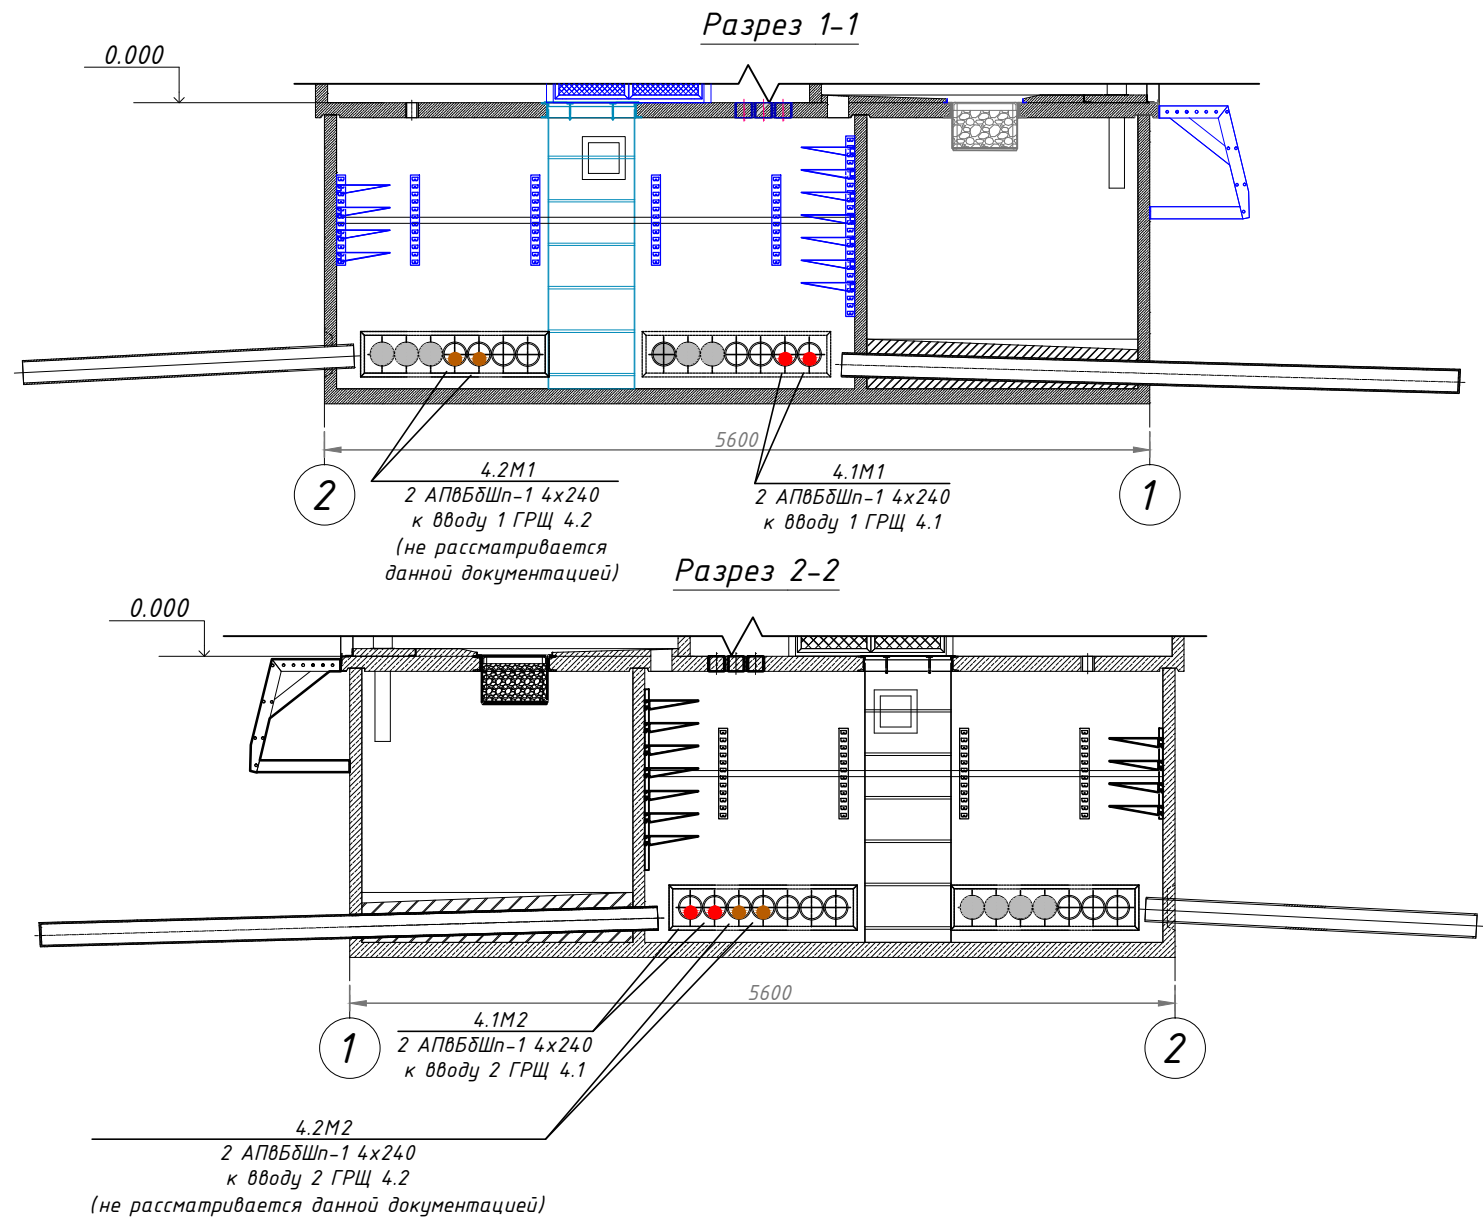 Разрез 1-1
0.000
5600
2
1
4.2М1
2 АПвБбШп-1 4х240
к вводу 1 ГРЩ 4.2
(не рассматривается
данной документацией)
4.1М1
2 АПвБбШп-1 4х240
к вводу 1 ГРЩ 4.1
Разрез 2-2
0.000
5600
1
2
4.1М2
2 АПвБбШп-1 4х240
к вводу 2 ГРЩ 4.1
4.2М2
2 АПвБбШп-1 4х240
к вводу 2 ГРЩ 4.2
(не рассматривается данной документацией)